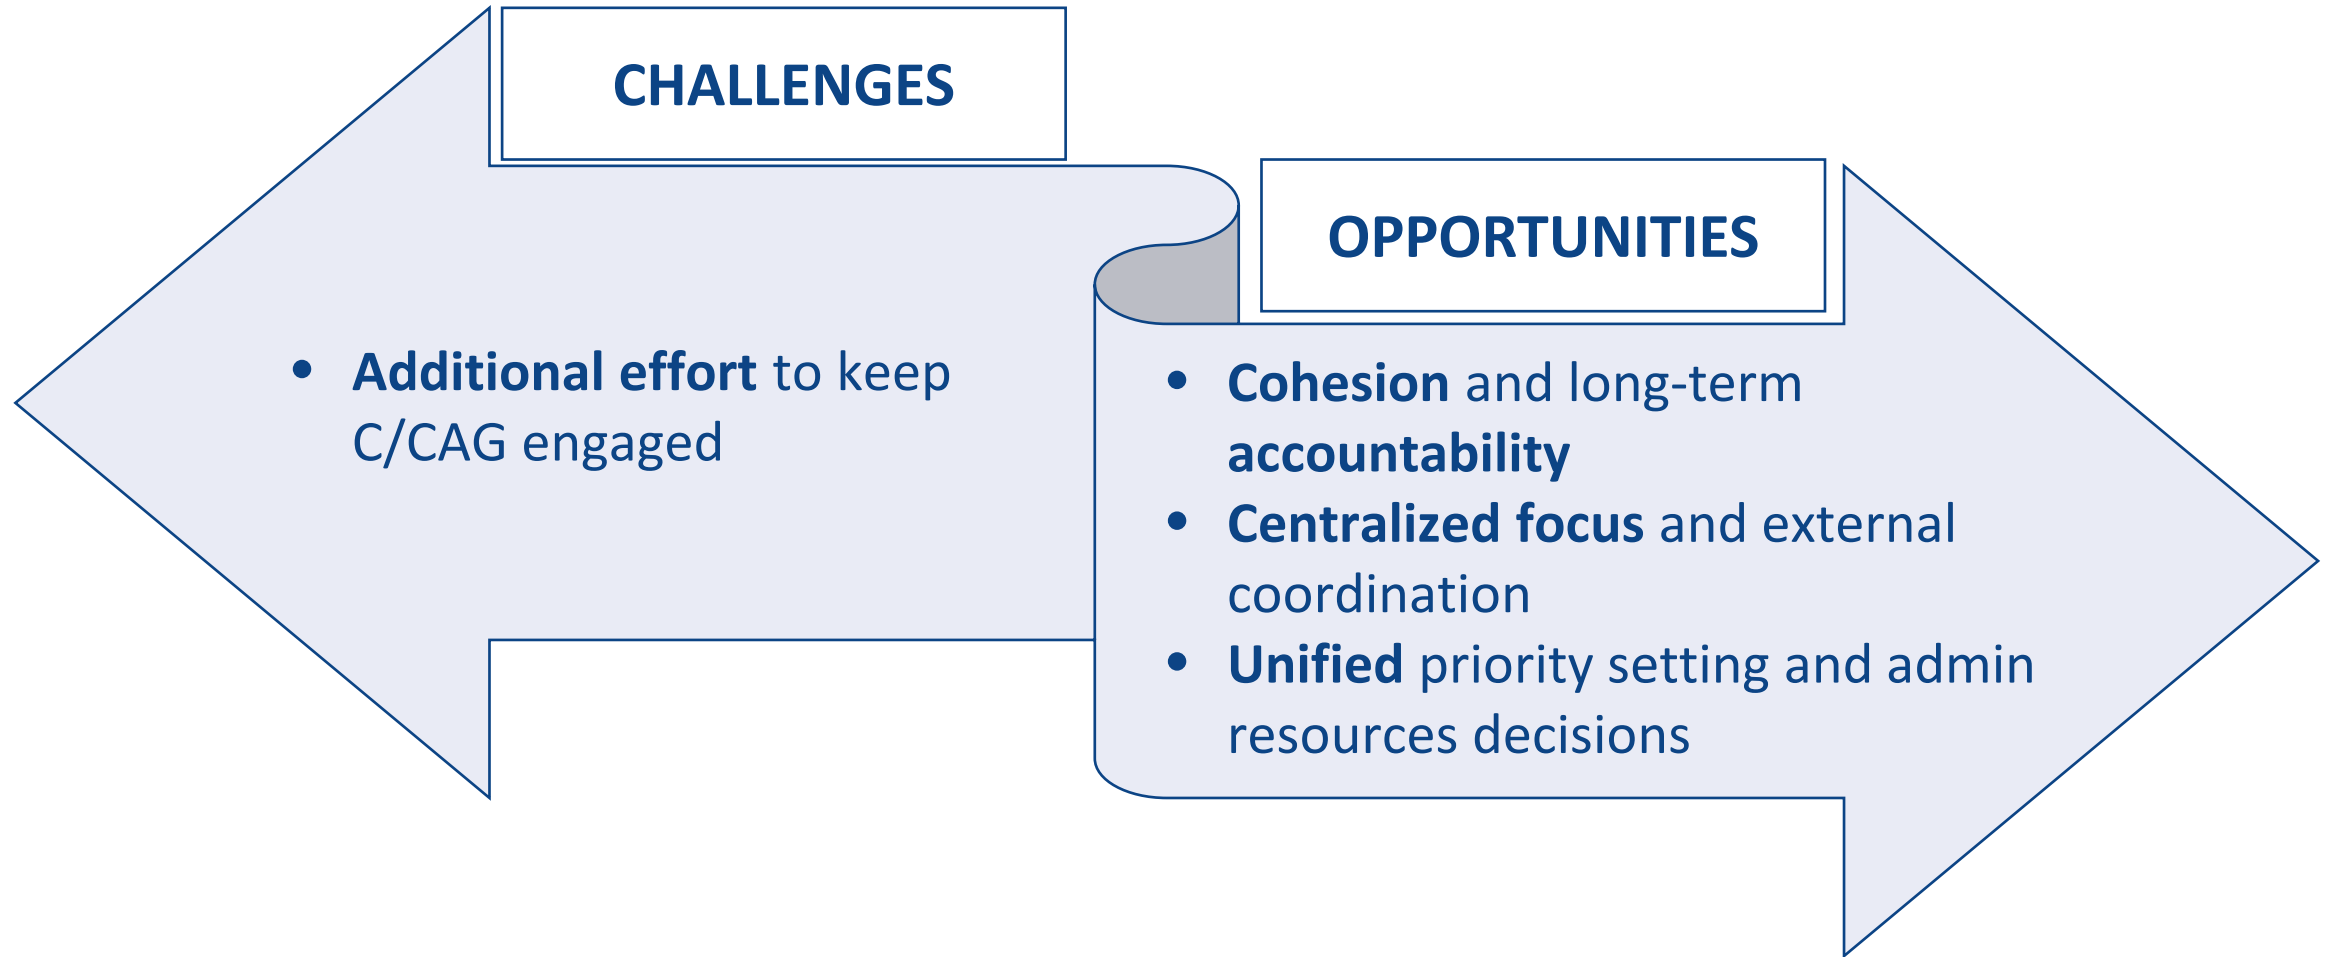 CHALLENGES
• Additional effort to keep
C/CAG engaged
OPPORTUNITIES
• Cohesion and long-term
accountability
• Centralized focus and external
coordination
• Unified priority setting and admin
resources decisions